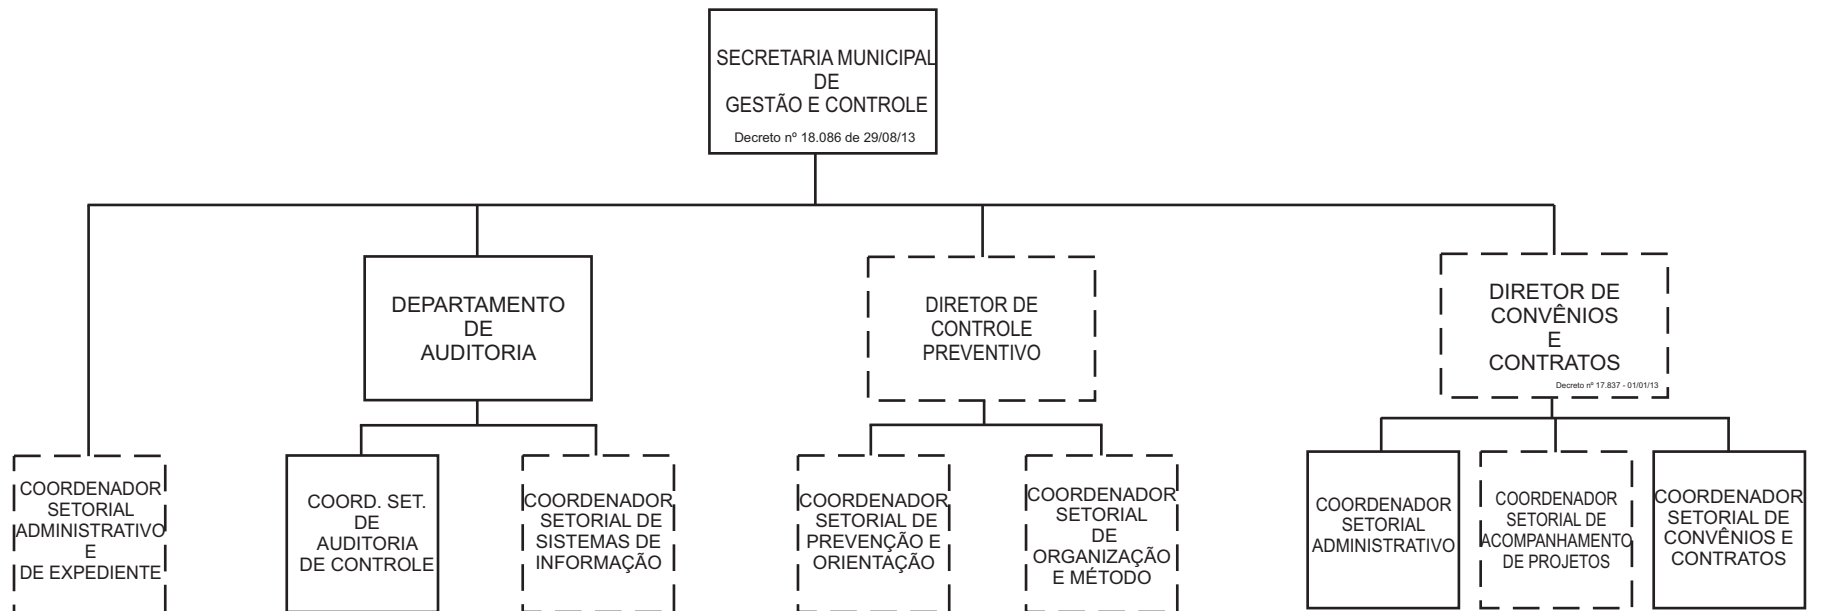 SECRETARIA MUNICIPAL
DE
GESTÃO E CONTROLE
Decreto nº 18.086 de 29/08/13
DEPARTAMENTO
DE
AUDITORIA
DIRETOR DE
CONTROLE
PREVENTIVO
DIRETOR DE
CONVÊNIOS
E
CONTRATOS
Decreto nº 17.837 - 01/01/13
COORDENADOR
SETORIAL
ADMINISTRATIVO
E
DE EXPEDIENTE
COORD. SET.
DE
AUDITORIA
DE CONTROLE
COORDENADOR
SETORIAL DE
SISTEMAS DE
INFORMAÇÃO
COORDENADOR
SETORIAL DE
PREVENÇÃO E
ORIENTAÇÃO
COORDENADOR
SETORIAL
DE
ORGANIZAÇÃO
E MÉTODO
COORDENADOR
SETORIAL
ADMINISTRATIVO
COORDENADOR
SETORIAL DE
ACOMPANHAMENTO
DE PROJETOS
COORDENADOR
SETORIAL DE
CONVÊNIOS E
CONTRATOS